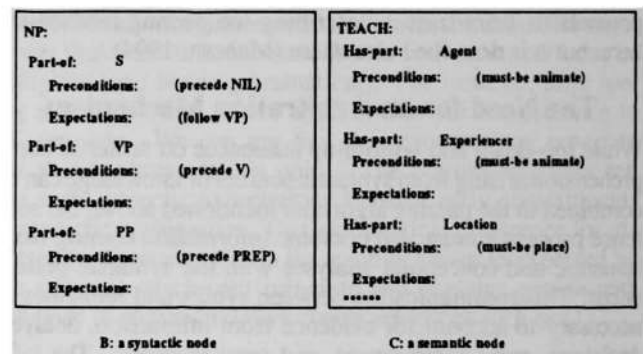 NP:
Part-of: S
Preconditions: (precede NIL)
Expectations: (follow VP)
Part-of: VP
Preconditions: (precede V)
Expectations:
Part-of: PP
Preconditions: (precede PREP)
Expectations:
B: a syntactic node
TEACH:
Has-part: Agent
Preconditions: (must-be animate)
Expectations:
Has-part: Experiencer
Preconditions: (must-be animate)
Expectations:
Has-part: Location
Preconditions: (must-be place)
Expectations:
......
C: a semantic node